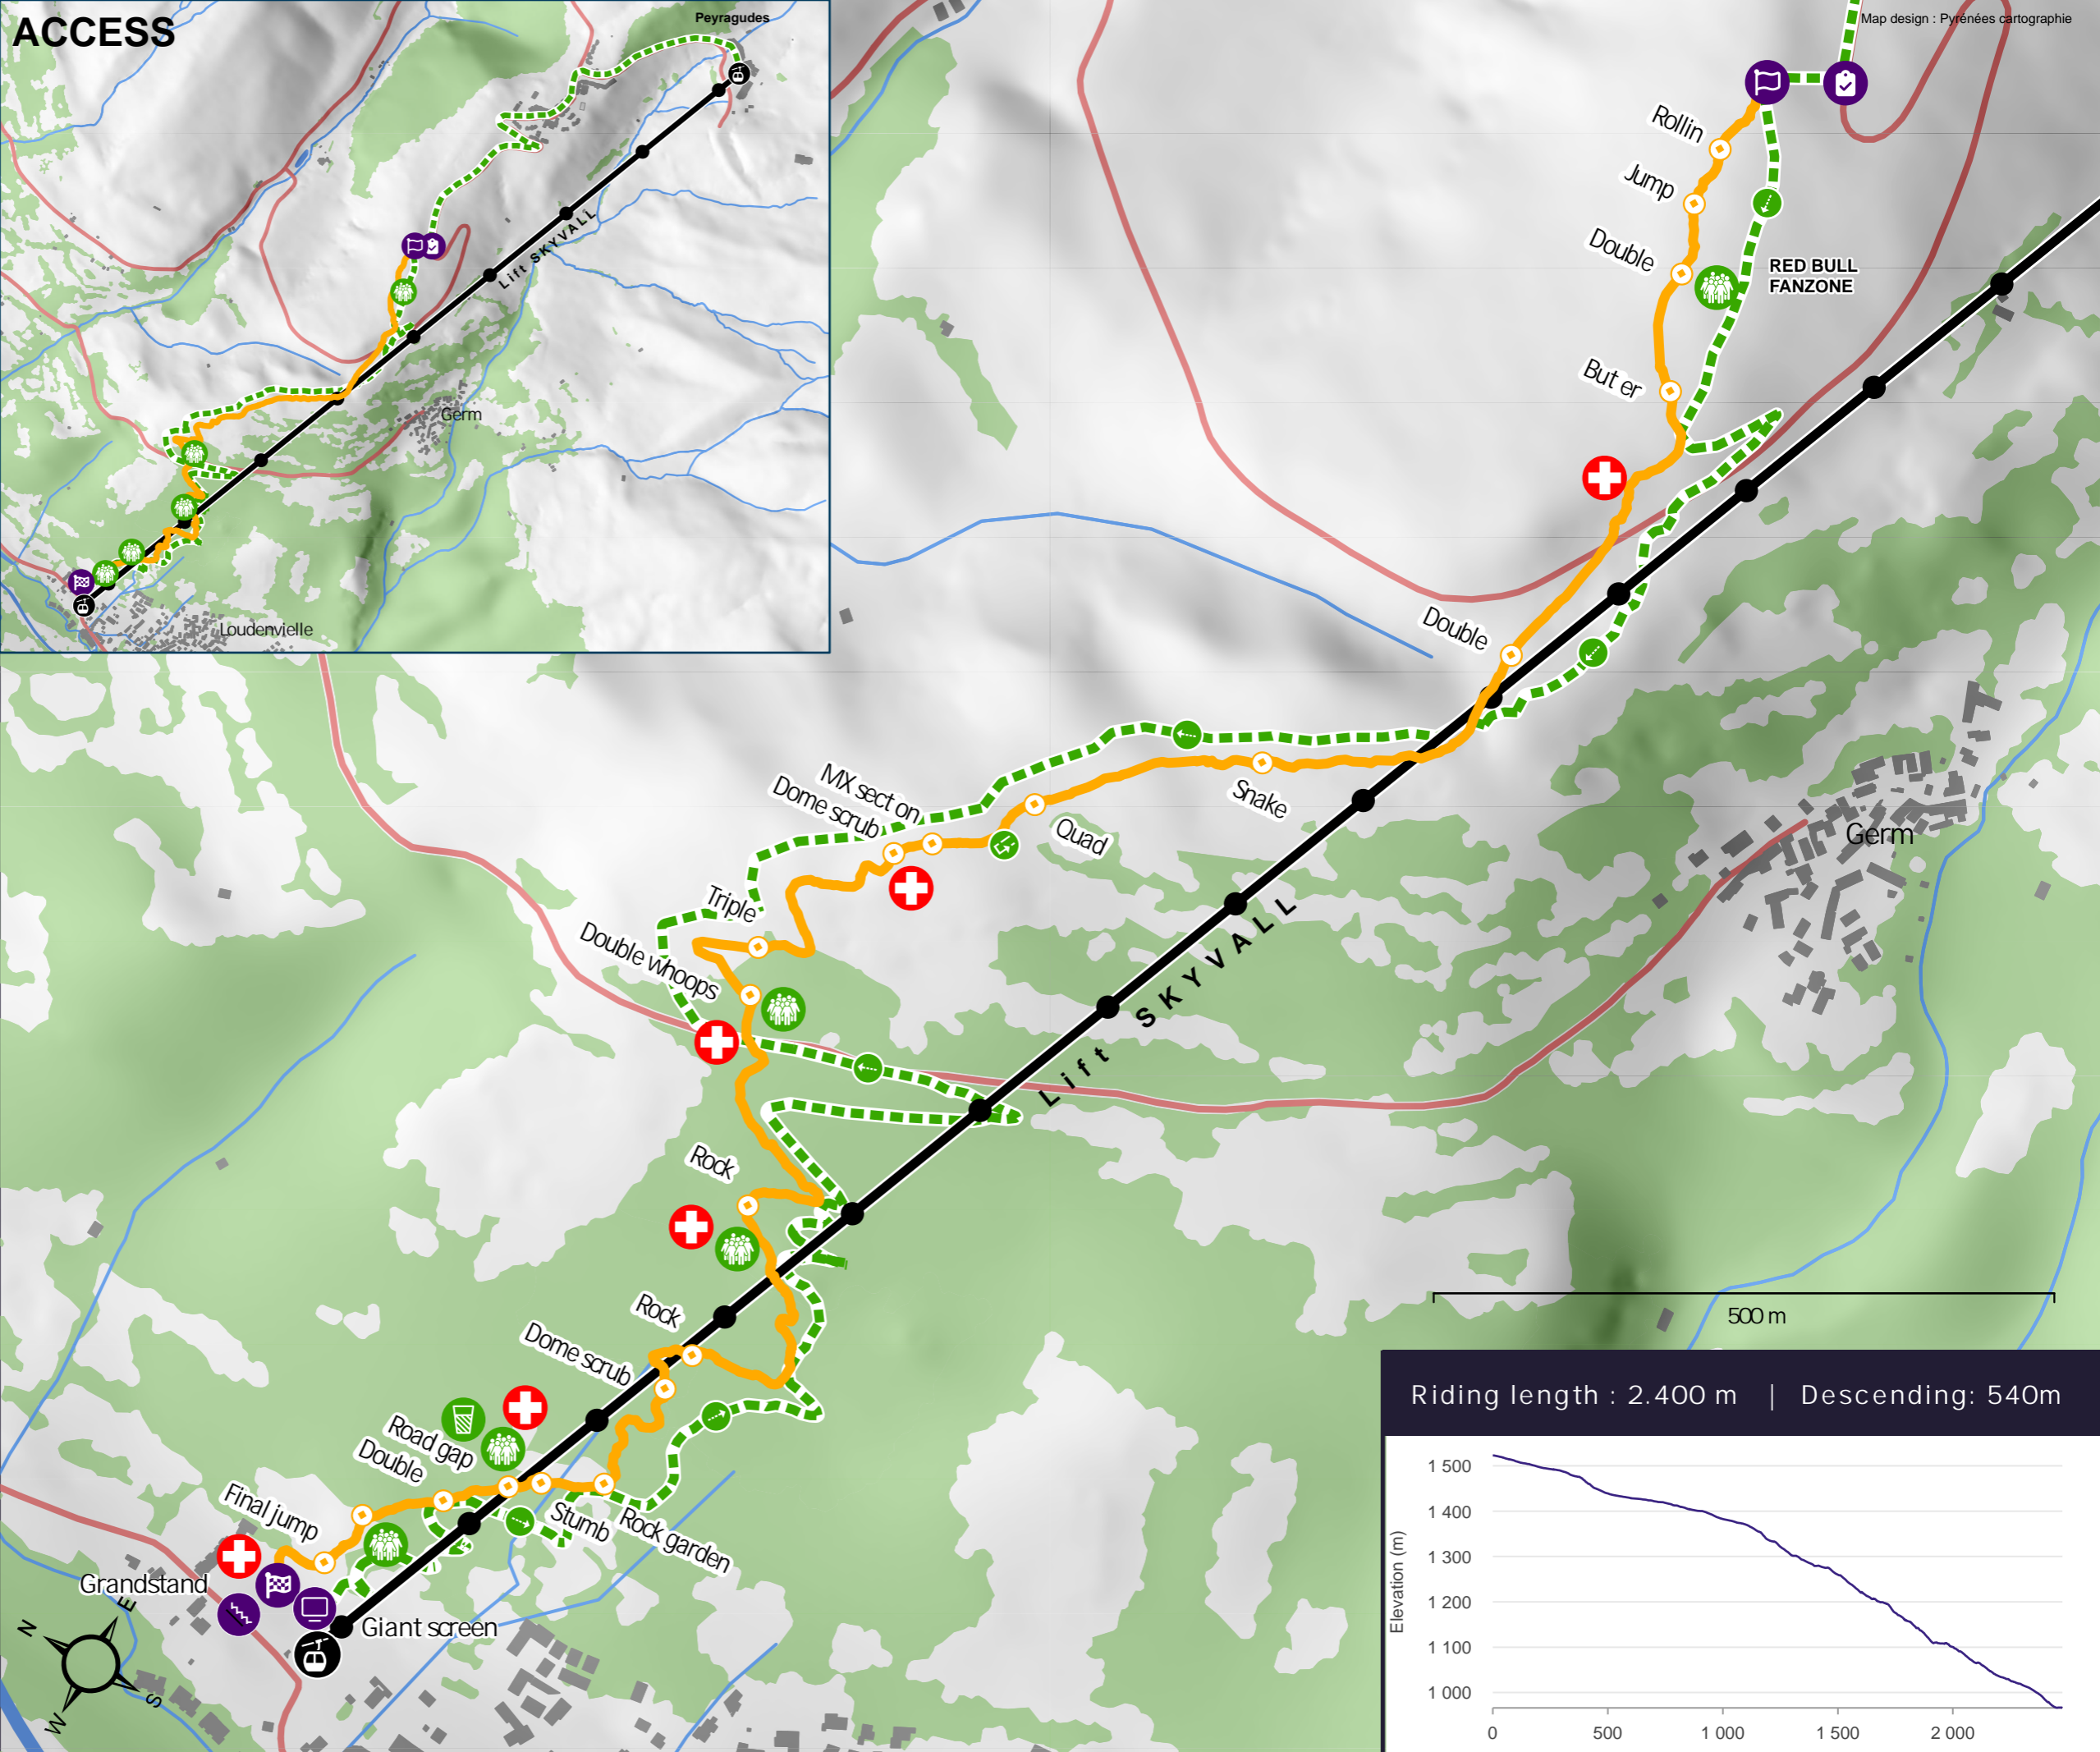 ACCESS
Peyragudes
Map design : Pyrénées cartographie
Lift SKYVALL
Germ
Loudenvielle
Rollin
Jump
Double
RED BULL
FANZONE
But er
Double
Snake
Quad
MX sect on
Dome scrub
Triple
Double whoops
Germ
Lift SKYVALL
Rock
Rock
Dome scrub
Road gap
Double
Stumb
Rock garden
Final jump
Grandstand
Giant screen
N
E
S
W
500 m
Riding length : 2.400 m | Descending: 540m
Elevation (m)
1 500
1 400
1 300
1 200
1 100
1 000
0 500 1 000 1 500 2 000